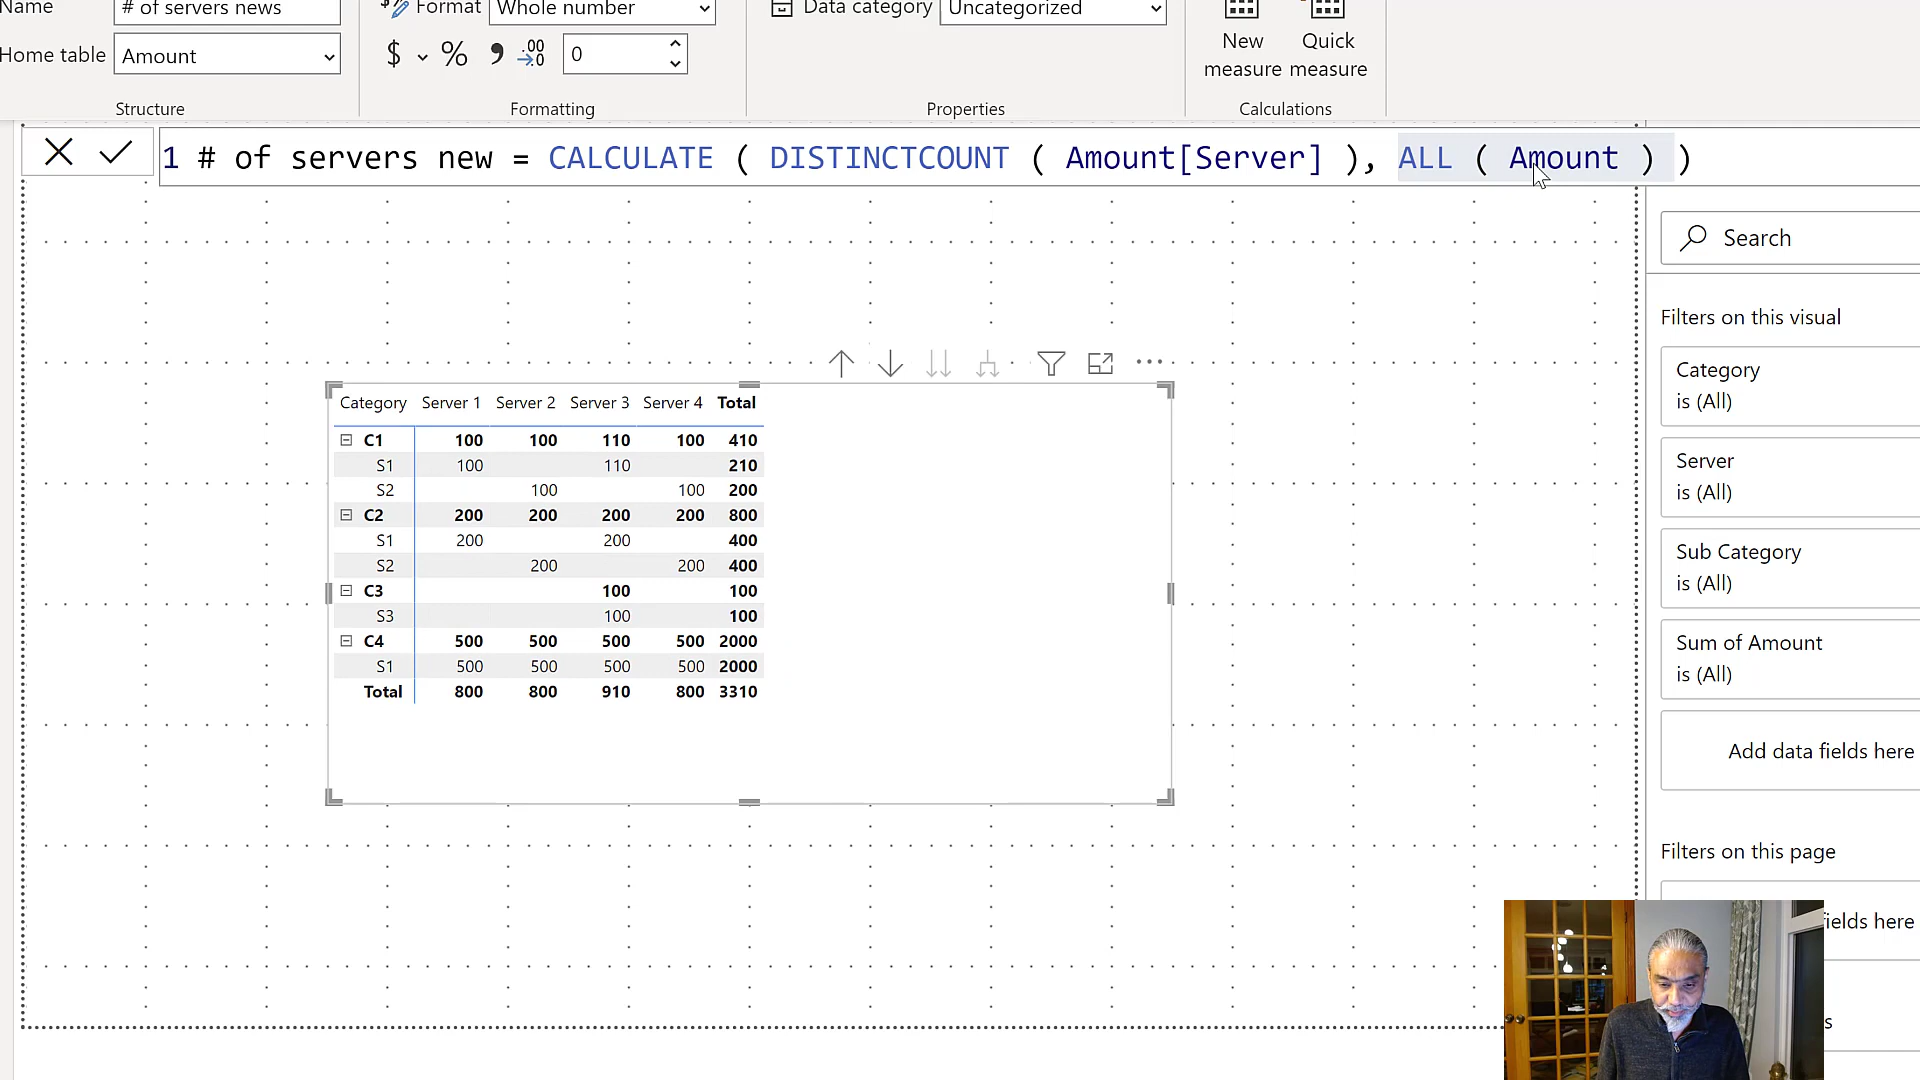 Name # of servers news Format Whole number Data category Uncategorized
Home table Amount $ % .00 0 New measure Quick measure
Structure Formatting Properties Calculations
1 # of servers new = CALCULATE ( DISTINCTCOUNT ( Amount[Server] ), ALL ( Amount ) )
Search
Filters on this visual
Category
is (All)
Server
is (All)
Sub Category
is (All)
Sum of Amount
is (All)
Add data fields here
Filters on this page
fields here
s
Category Server 1 Server 2 Server 3 Server 4 Total
C1 100 100 110 100 410
S1 100 110 210
S2 100 100 200
C2 200 200 200 200 800
S1 200 200 400
S2 200 200 400
C3 100 100
S3 100 100
C4 500 500 500 500 2000
S1 500 500 500 500 2000
Total 800 800 910 800 3310